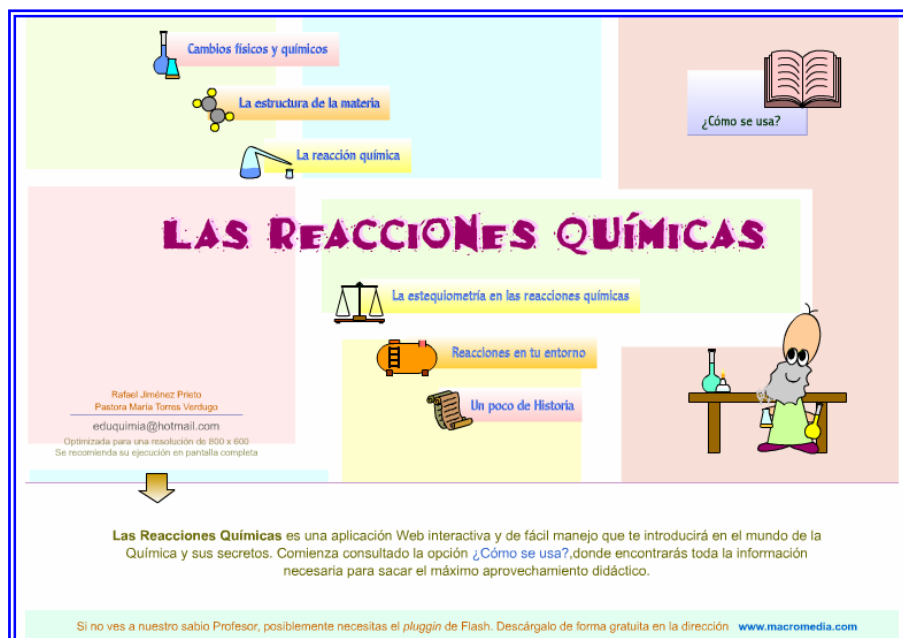 Cambios físicos y químicos
La estructura de la materia
La reacción química
¿Cómo se usa?
LAS REACCIONES QUÍMICAS
La estequiometría en las reacciones químicas
Reacciones en tu entorno
Un poco de Historia
Rafael Jiménez Prieto
Pastora María Torres Verdugo
eduquimia@hotmail.com
Optimizada para una resolución de 800 x 600
Se recomienda su ejecución en pantalla completa
Las Reacciones Químicas es una aplicación Web interactiva y de fácil manejo que te introducirá en el mundo de la
Química y sus secretos. Comienza consultado la opción ¿Cómo se usa?,donde encontrarás toda la información
necesaria para sacar el máximo aprovechamiento didáctico.
Si no ves a nuestro sabio Profesor, posiblemente necesitas el pluggin de Flash. Descárgalo de forma gratuita en la dirección www.macromedia.com